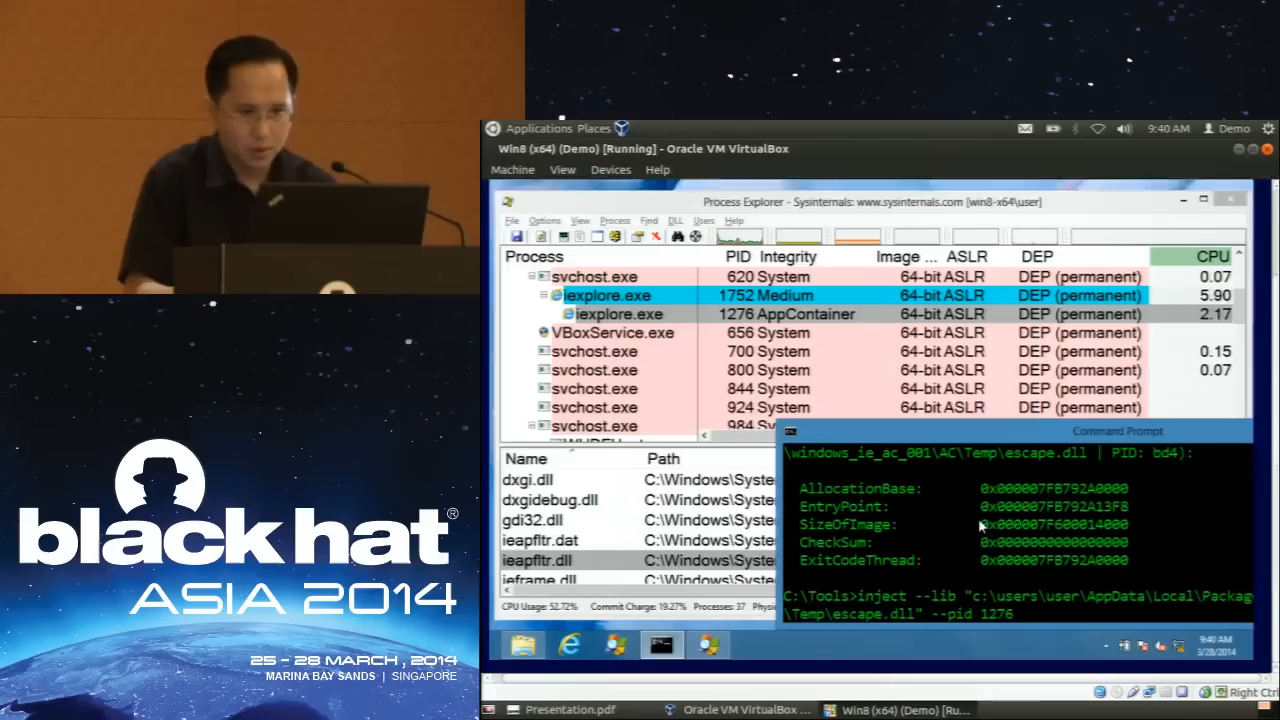 Applications Places
9:40 AM
Demo
Win8 (x64) (Demo) [Running] - Oracle VM VirtualBox
Machine View Devices Help
Process Explorer - Sysinternals: www.sysinternals.com [win8-x64\user]
File Options View Process Find DLL Users Help
Process PID Integrity Image ... ASLR DEP CPU
svchost.exe 620 System 64-bit ASLR DEP (permanent) 0.07
iexplore.exe 1752 Medium 64-bit ASLR DEP (permanent) 5.90
iexplore.exe 1276 AppContainer 64-bit ASLR DEP (permanent) 2.17
VBoxService.exe 656 System 64-bit ASLR DEP (permanent)
svchost.exe 700 System 64-bit ASLR DEP (permanent) 0.15
svchost.exe 800 System 64-bit ASLR DEP (permanent) 0.07
svchost.exe 844 System 64-bit ASLR DEP (permanent)
svchost.exe 924 System 64-bit ASLR DEP (permanent)
svchost.exe 984
Name Path
dxgi.dll C:\Windows\Syste
dxgidebug.dll C:\Windows\Syste
gdi32.dll C:\Windows\Syste
ieapfltr.dat C:\Windows\Syste
ieapfltr.dll C:\Windows\Syste
ieframe.dll C:\Windows\Syste
CPU Usage: 52.72% Commit Charge: 19.27% Processes: 37 Physi
Command Prompt
\windows_ie_ac_001\AC\Temp\escape.dll | PID: bd4):
AllocationBase: 0x000007FB792A0000
EntryPoint: 0x000007FB792A13F8
SizeOfImage: 0x000007F600014000
CheckSum: 0x0000000000000000
ExitCodeThread: 0x000007FB792A0000
C:\Tools>inject --lib "c:\users\user\AppData\Local\Package
\Temp\escape.dll" --pid 1276
9:40 AM
3/28/2014
Right Ctrl
Presentation.pdf
Oracle VM VirtualBox ...
Win8 (x64) (Demo) [Ru...
black hat®
ASIA 2014
25 - 28 MARCH, 2014
MARINA BAY SANDS | SINGAPORE